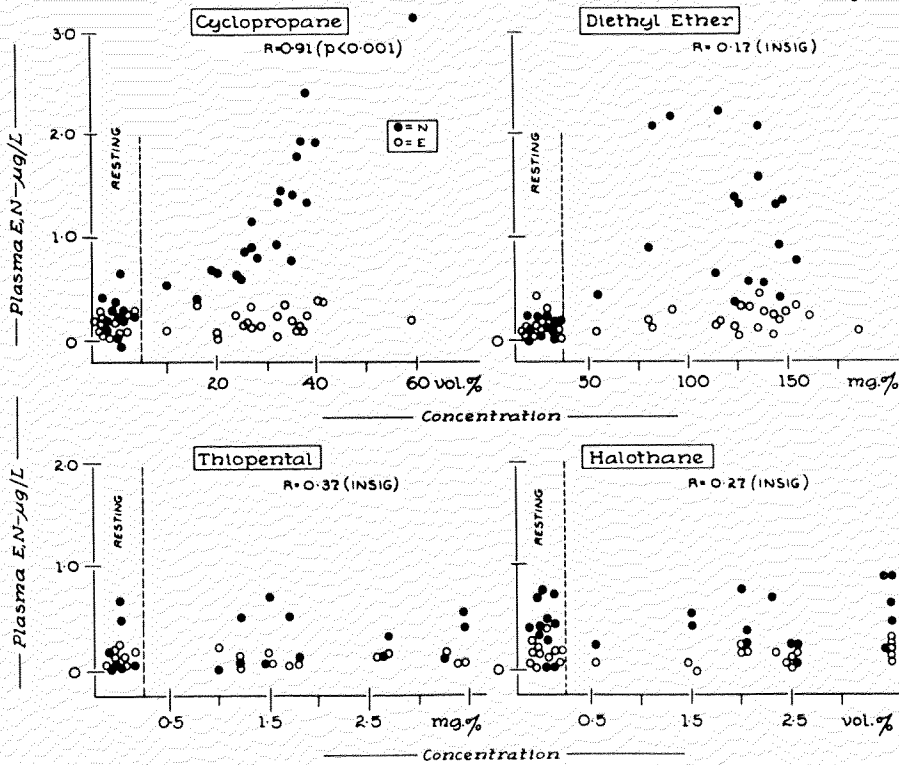 Cyclopropane
R=0.91 (p<0.001)
3.0
2.0
1.0
0
Plasma E,N-μg/L
RESTING
● = N
○ = E
20
40
60 vol.%
Diethyl Ether
R= 0.17 (INSIG)
RESTING
0
50
100
150
mg.%
Concentration
Thiopental
R=0.37 (INSIG)
2.0
1.0
0
Plasma E,N-μg/L
RESTING
0.5
1.5
2.5
mg.%
Halothane
R=0.27 (INSIG)
RESTING
0
0.5
1.5
2.5
vol.%
Concentration